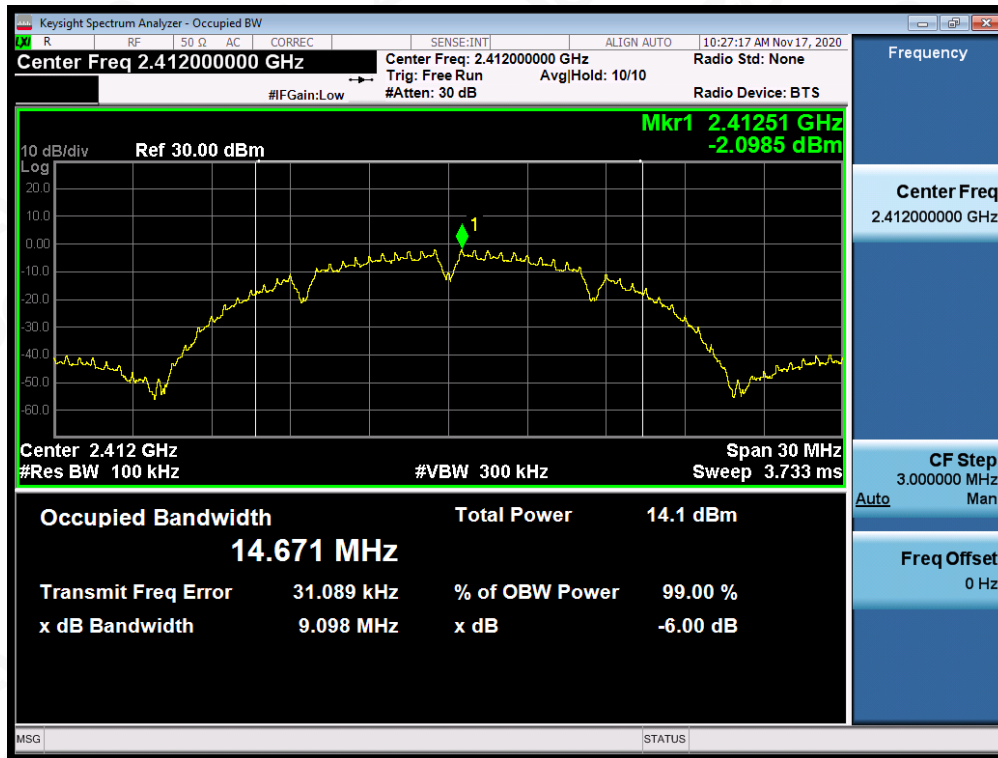 Keysight Spectrum Analyzer - Occupied BW
LXI R RF 50 Ω AC CORREC SENSE:INT ALIGN AUTO 10:27:17 AM Nov 17, 2020
Center Freq 2.412000000 GHz
Center Freq: 2.412000000 GHz
Radio Std: None
Trig: Free Run Avg|Hold: 10/10
#IFGain:Low
#Atten: 30 dB
Radio Device: BTS
Mkr1 2.41251 GHz
-2.0985 dBm
10 dB/div Ref 30.00 dBm
Log
20.0
10.0
0.00
-10.0
-20.0
-30.0
-40.0
-50.0
-60.0
1
Center 2.412 GHz
Span 30 MHz
#Res BW 100 kHz
#VBW 300 kHz
Sweep 3.733 ms
Occupied Bandwidth
14.671 MHz
Total Power 14.1 dBm
Transmit Freq Error 31.089 kHz
% of OBW Power 99.00 %
x dB Bandwidth 9.098 MHz
x dB -6.00 dB
MSG
STATUS
Frequency
Center Freq
2.412000000 GHz
CF Step
3.000000 MHz
Auto Man
Freq Offset
0 Hz